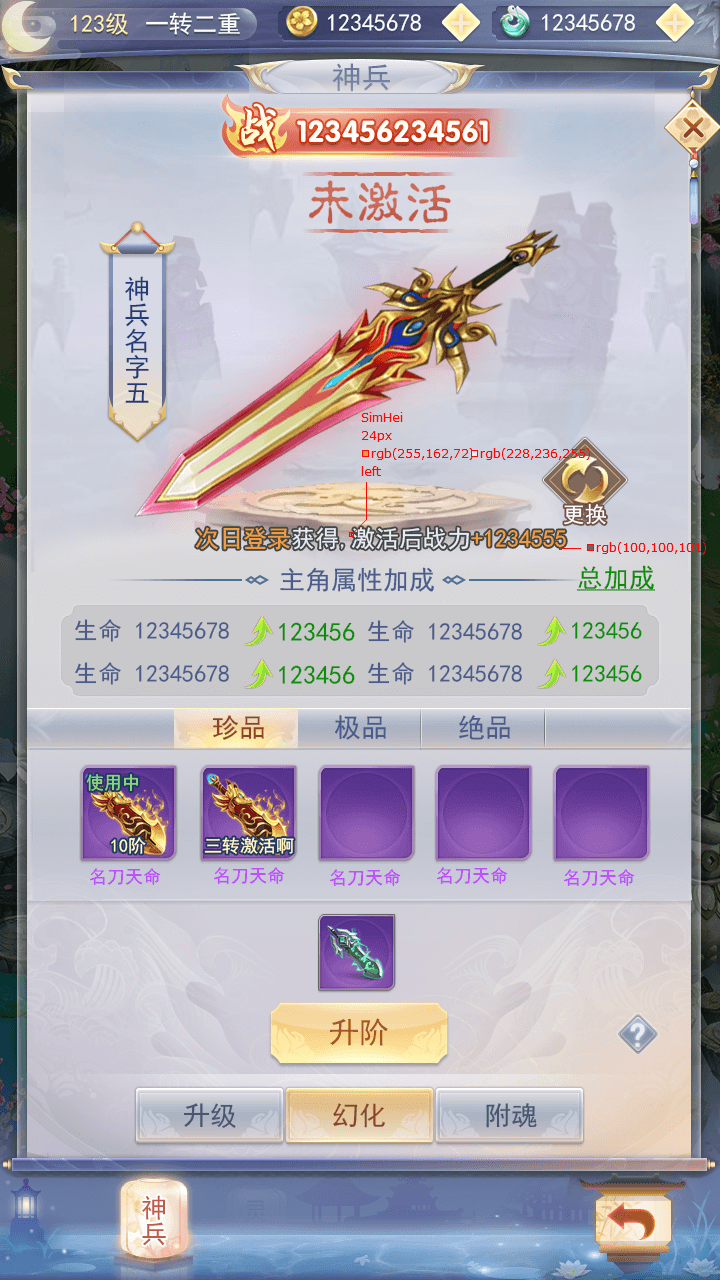 123级 一转二重 12345678 12345678
神兵
战 123456234561
未激活
神兵名字五
SimHei
24px
rgb(255,162,72) rgb(228,236,255)
left
更换
次日登录获得,激活后战力+1234555
rgb(100,100,101)
主角属性加成 总加成
生命 12345678 123456 生命 12345678 123456
生命 12345678 123456 生命 12345678 123456
珍品 极品 绝品
使用中
10阶 三转激活啊
名刀天命 名刀天命 名刀天命 名刀天命 名刀天命
升阶
?
升级 幻化 附魂
神兵